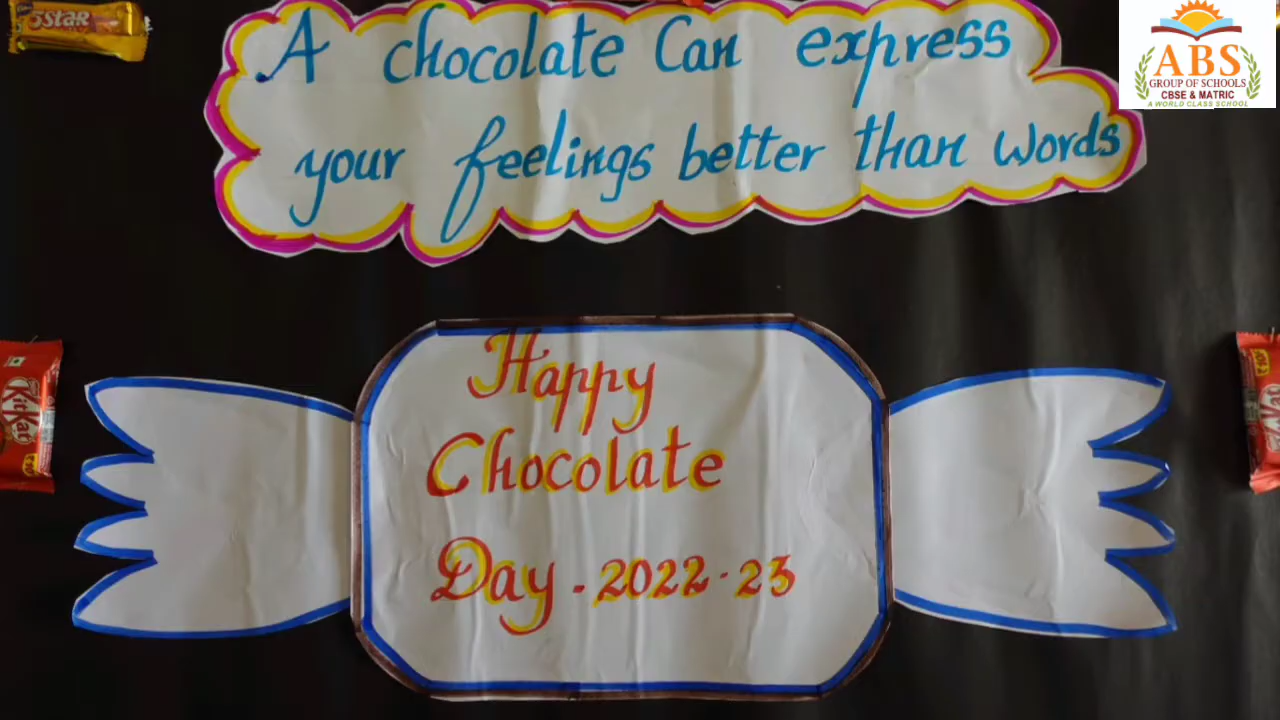 5STAR
A chocolate Can express
your feelings better than words
ABS
GROUP OF SCHOOLS
CBSE & MATRIC
A WORLD CLASS SCHOOL
KitKat
Happy
Chocolate
Day - 2022-23